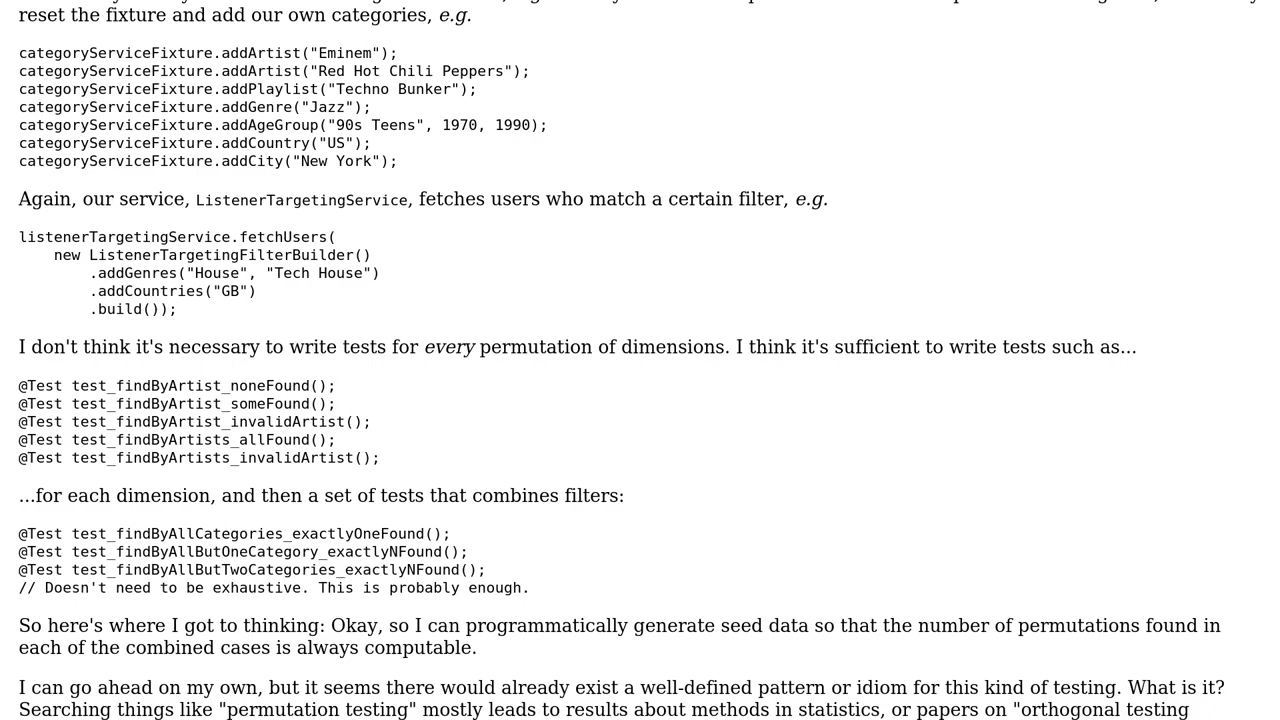 reset the fixture and add our own categories, e.g.
categoryServiceFixture.addArtist("Eminem");
categoryServiceFixture.addArtist("Red Hot Chili Peppers");
categoryServiceFixture.addPlaylist("Techno Bunker");
categoryServiceFixture.addGenre("Jazz");
categoryServiceFixture.addAgeGroup("90s Teens", 1970, 1990);
categoryServiceFixture.addCountry("US");
categoryServiceFixture.addCity("New York");
Again, our service, ListenerTargetingService, fetches users who match a certain filter, e.g.
listenerTargetingService.fetchUsers(
    new ListenerTargetingFilterBuilder()
        .addGenres("House", "Tech House")
        .addCountries("GB")
        .build());
I don't think it's necessary to write tests for every permutation of dimensions. I think it's sufficient to write tests such as...
@Test test_findByArtist_noneFound();
@Test test_findByArtist_someFound();
@Test test_findByArtist_invalidArtist();
@Test test_findByArtists_allFound();
@Test test_findByArtists_invalidArtist();
...for each dimension, and then a set of tests that combines filters:
@Test test_findByAllCategories_exactlyOneFound();
@Test test_findByAllButOneCategory_exactlyNFound();
@Test test_findByAllButTwoCategories_exactlyNFound();
// Doesn't need to be exhaustive. This is probably enough.
So here's where I got to thinking: Okay, so I can programmatically generate seed data so that the number of permutations found in
each of the combined cases is always computable.
I can go ahead on my own, but it seems there would already exist a well-defined pattern or idiom for this kind of testing. What is it?
Searching things like "permutation testing" mostly leads to results about methods in statistics, or papers on "orthogonal testing